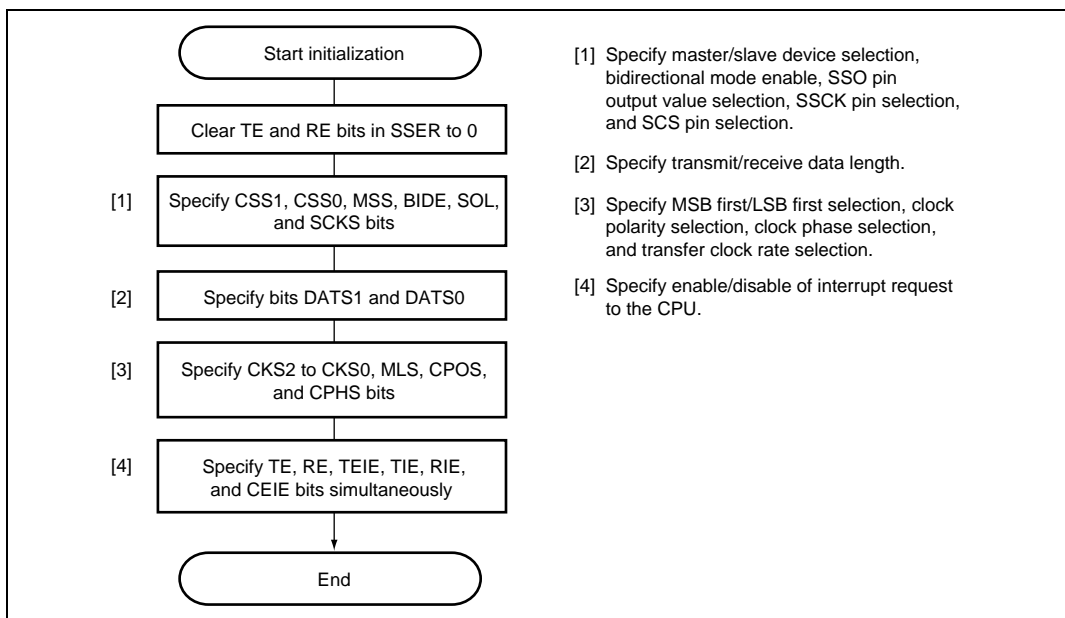 Start initialization
Clear TE and RE bits in SSER to 0
[1]
Specify CSS1, CSS0, MSS, BIDE, SOL,
and SCKS bits
[2]
Specify bits DATS1 and DATS0
[3]
Specify CKS2 to CKS0, MLS, CPOS,
and CPHS bits
[4]
Specify TE, RE, TEIE, TIE, RIE,
and CEIE bits simultaneously
End
[1] Specify master/slave device selection,
bidirectional mode enable, SSO pin
output value selection, SSCK pin selection,
and SCS pin selection.
[2] Specify transmit/receive data length.
[3] Specify MSB first/LSB first selection, clock
polarity selection, clock phase selection,
and transfer clock rate selection.
[4] Specify enable/disable of interrupt request
to the CPU.